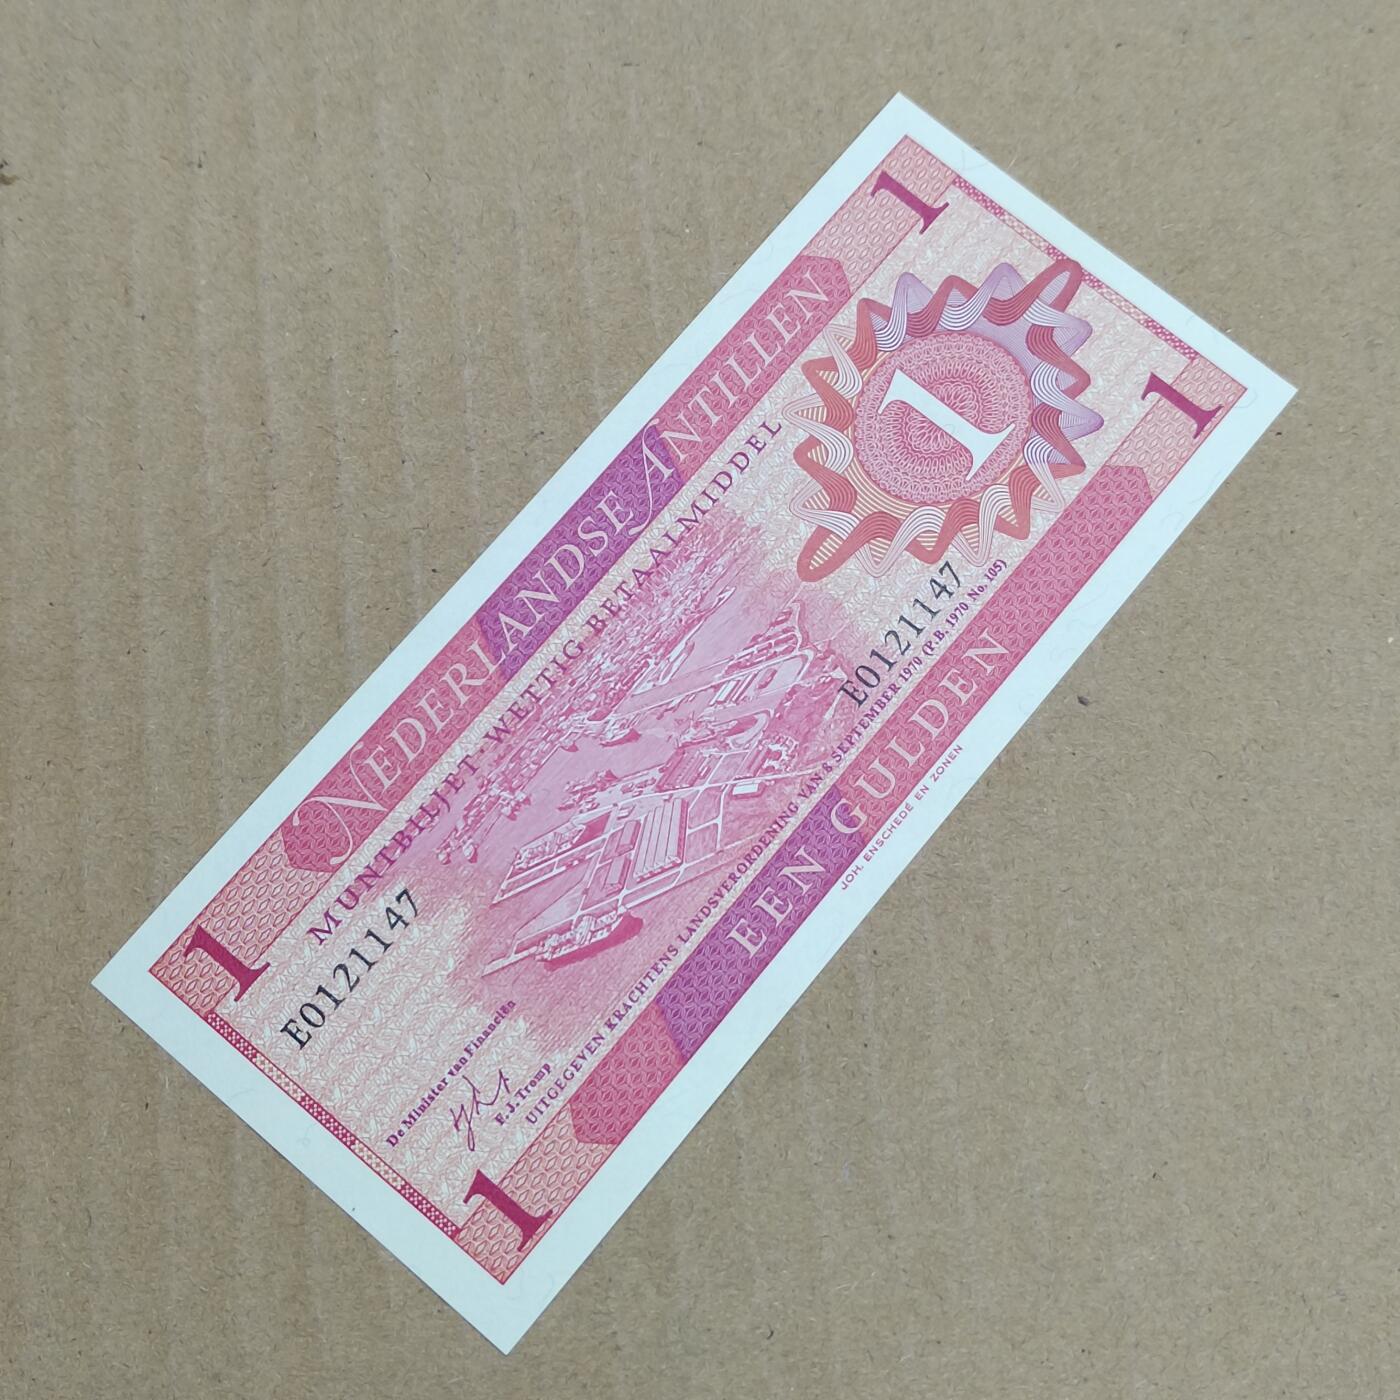 1
1
NEDERLANDSE ANTILLEN
MUNTBILJET·WETTIG BETAALMIDDEL
1
E0121147
E0121147
De Minister van Financiën
F. J. Tromp
UITGEGEVEN KRACHTENS LANDSVERORDENING VAN 8 SEPTEMBER 1970 (P.B. 1970 No. 105)
EEN GULDEN
1
1
JOH. ENSCHEDÉ EN ZONEN